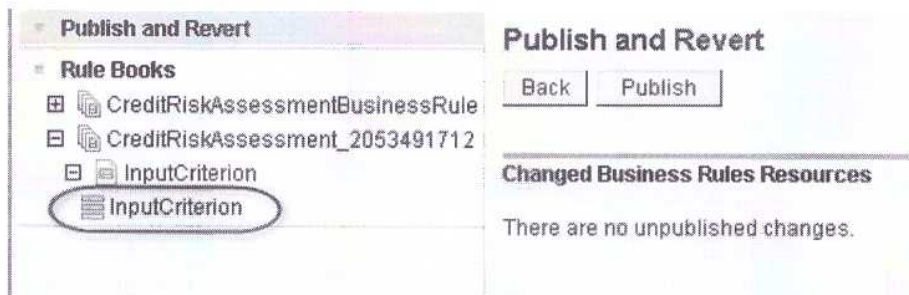 Publish and Revert
Rule Books
CreditRiskAssessmentBusinessRule
CreditRiskAssessment_2053491712
InputCriterion
InputCriterion
Publish and Revert
Back Publish
Changed Business Rules Resources
There are no unpublished changes.